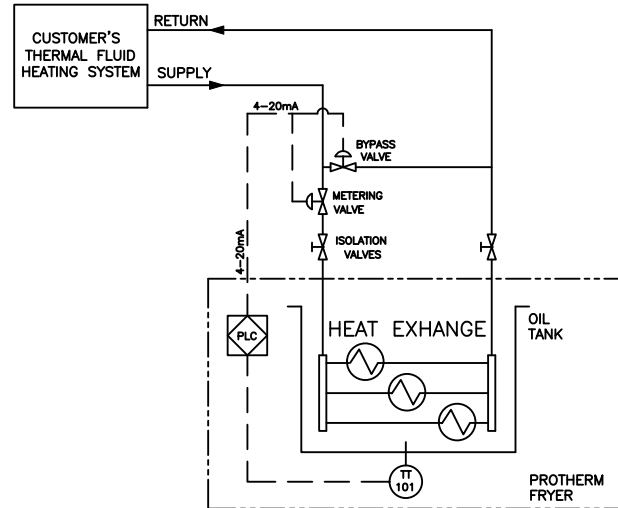 CUSTOMER'S
THERMAL FLUID
HEATING SYSTEM
RETURN
SUPPLY
4-20mA
BYPASS
VALVE
METERING
VALVE
ISOLATION
VALVES
4-20mA
PLC
HEAT EXHANGE
OIL
TANK
TT
101
PROTHERM
FRYER